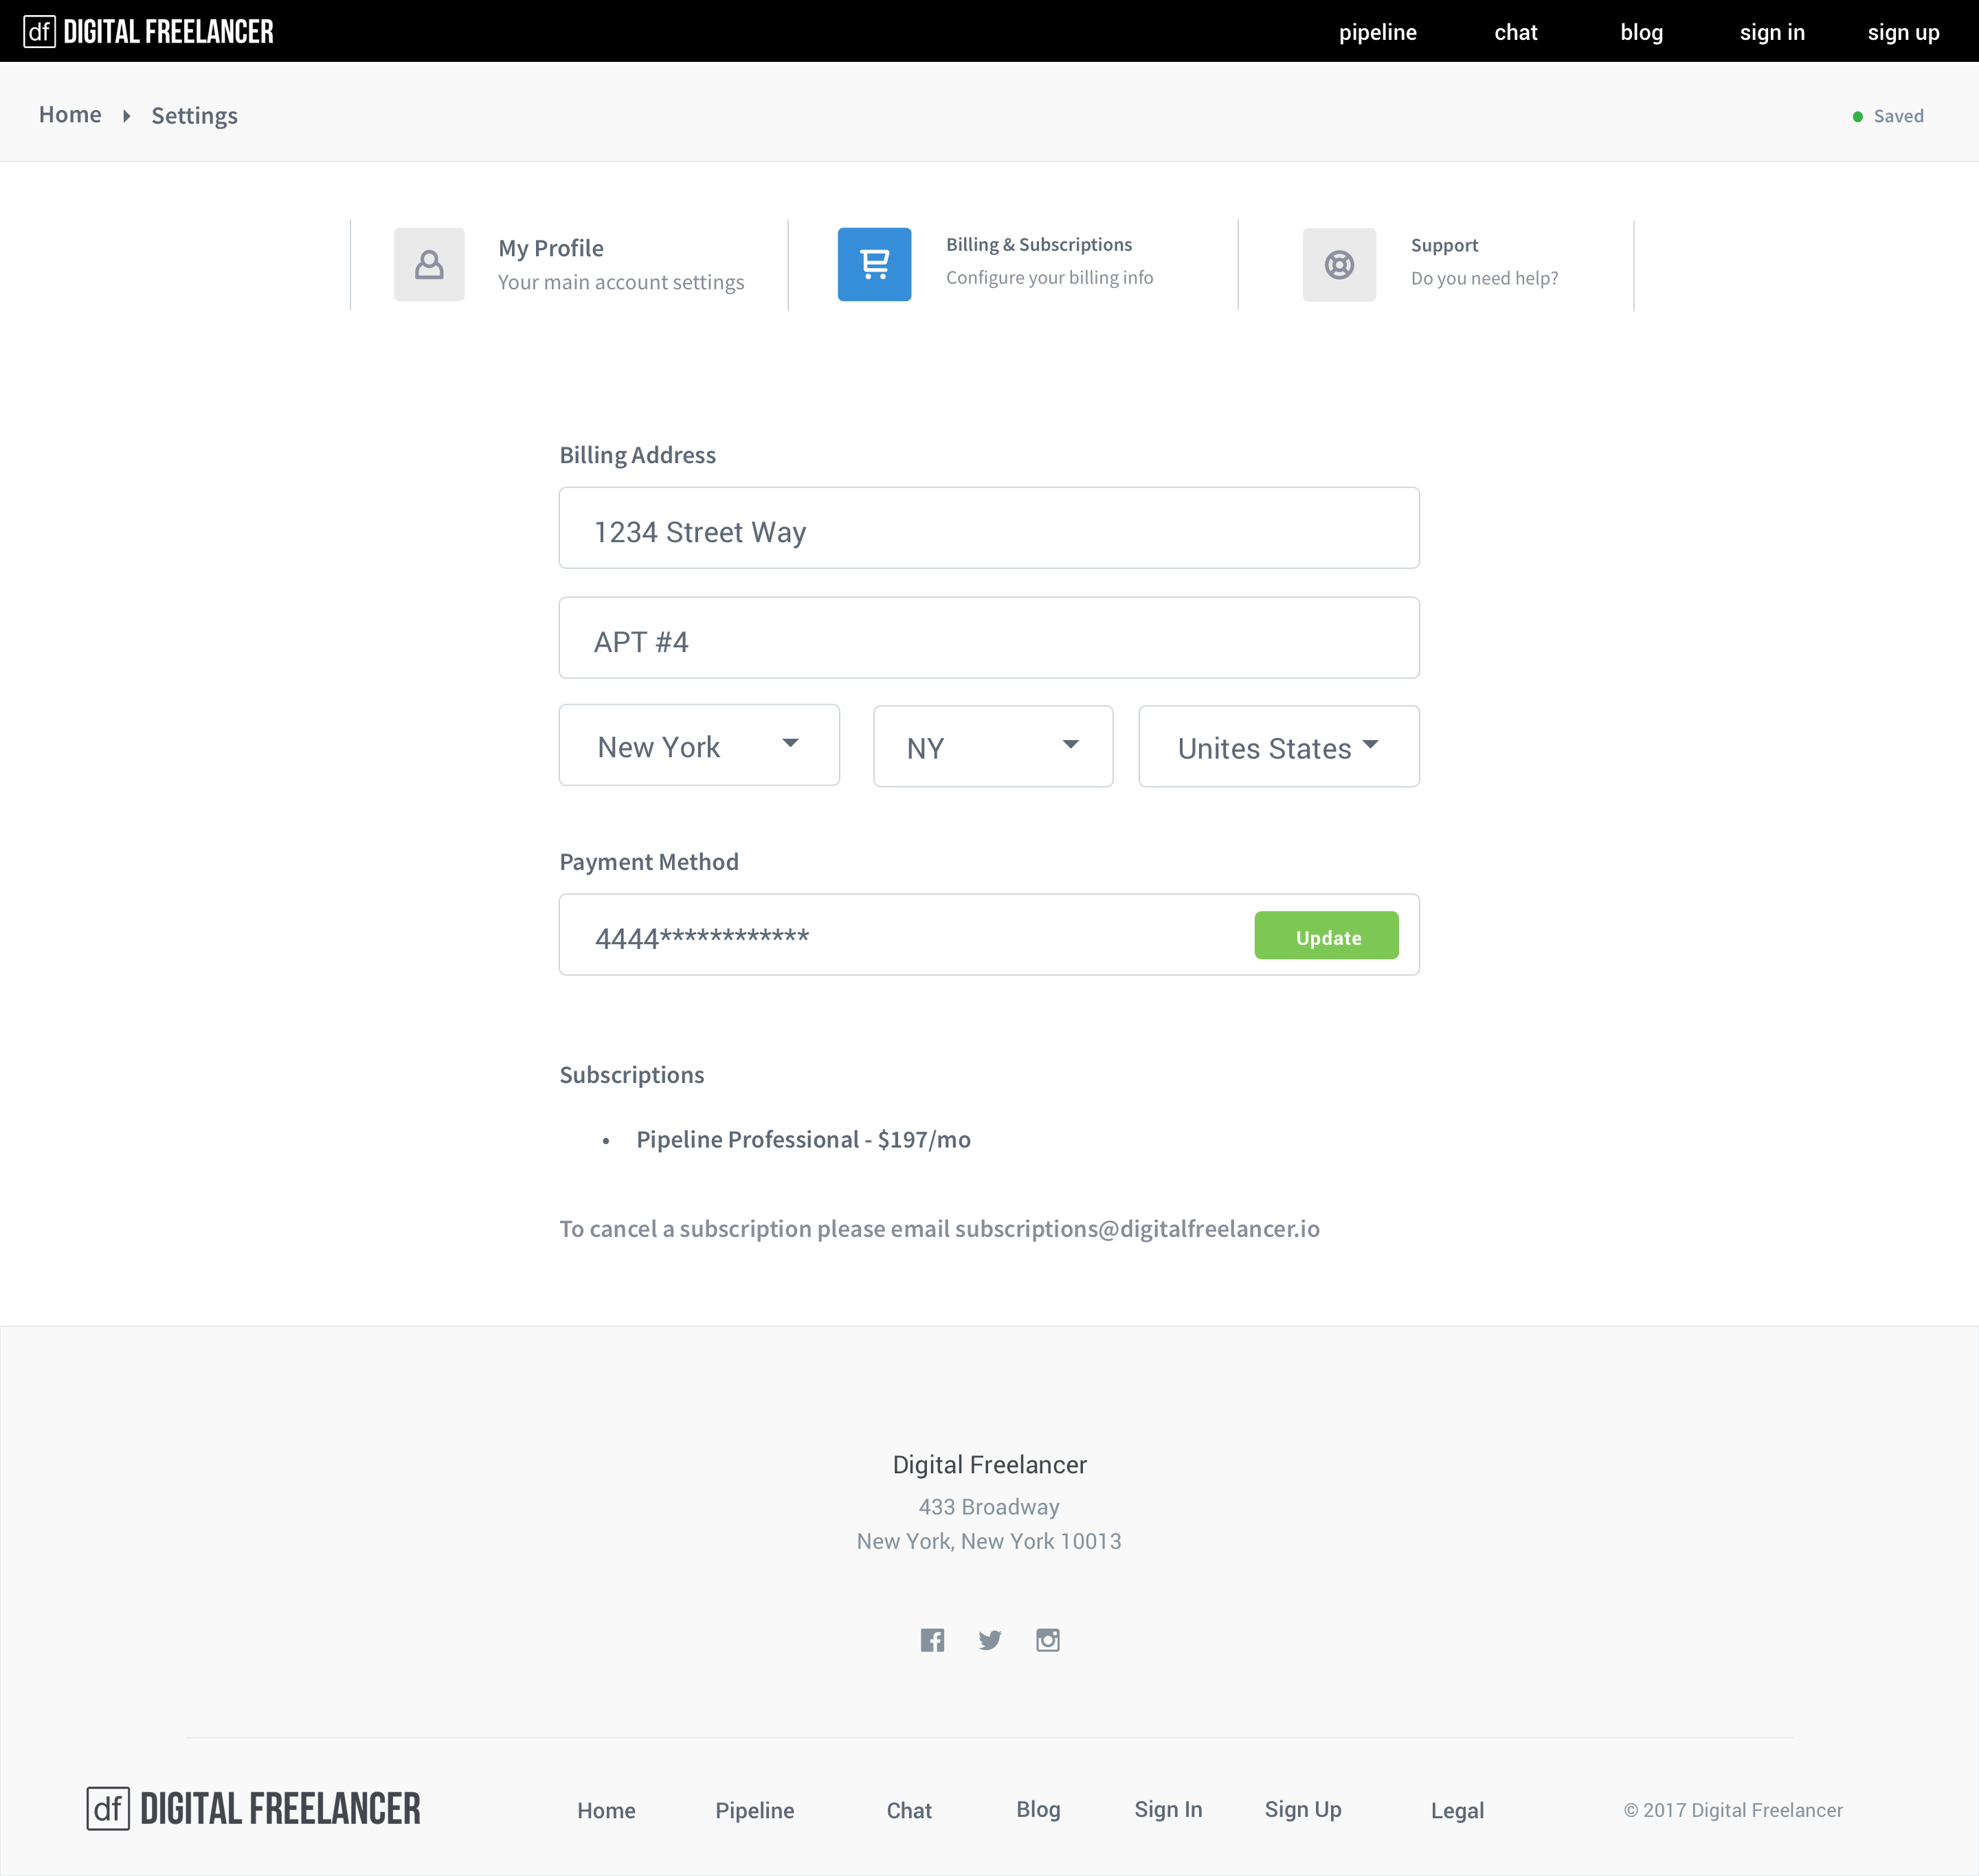 df DIGITAL FREELANCER
pipeline chat blog sign in sign up
Home Settings
Saved
My Profile
Your main account settings
Billing & Subscriptions
Configure your billing info
Support
Do you need help?
Billing Address
1234 Street Way
APT #4
New York NY Unites States
Payment Method
4444************ Update
Subscriptions
• Pipeline Professional - $197/mo
To cancel a subscription please email subscriptions@digitalfreelancer.io
Digital Freelancer
433 Broadway
New York, New York 10013
df DIGITAL FREELANCER
Home Pipeline Chat Blog Sign In Sign Up Legal
© 2017 Digital Freelancer